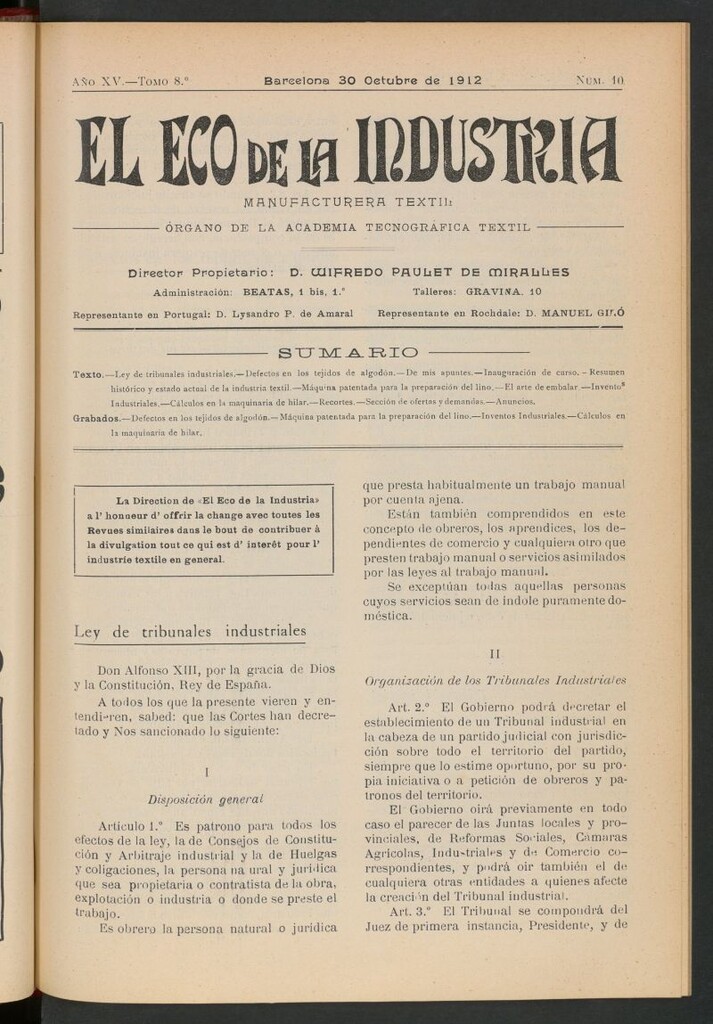 Año XV.—Tomo 8.º Barcelona 30 Octubre de 1912 Num. 10
EL ECO DE LA INDUSTRIA
MANUFACTURERA TEXTIL
ÓRGANO DE LA ACADEMIA TECNOGRÁFICA TEXTIL
Director Propietario: D. WIFREDO PAULET DE MIRALLES
Administración: BEATAS, 1 bis, 1.º Talleres: GRAVINA. 10
Representante en Portugal: D. Lysandro P. de Amaral Representante en Rochdale: D. MANUEL GILÓ
SUMARIO
Texto.—Ley de tribunales industriales.—Defectos en los tejidos de algodón.—De mis apuntes.—Inauguración de curso. - Resumen
histórico y estado actual de la industria textil.—Máquina patentada para la preparación del lino.—El arte de embalar.—Inventos
Industriales.—Cálculos en la maquinaria de hilar.—Recortes.—Sección de ofertas y demandas.—Anuncios.
Grabados.—Defectos en los tejidos de algodón.—Máquina patentada para la preparación del lino.—Inventos Industriales.—Cálculos en
la maquinaria de hilar.
La Direction de «El Eco de la Industria»
a l' honneur d' offrir la change avec toutes les
Revues similaires dans le bout de contribuer à
la divulgation tout ce qui est d' interêt pour l'
industrie textile en general.
Ley de tribunales industriales
Don Alfonso XIII, por la gracia de Dios
y la Constitución, Rey de España.
A todos los que la presente vieren y en-
tendieren, sabed: que las Cortes han decre-
tado y Nos sancionado lo siguiente:
I
Disposición general
Artículo 1.º Es patrono para todos los
efectos de la ley, la de Consejos de Constitu-
ción y Arbitraje industrial y la de Huelgas
y coligaciones, la persona na ural y jurídica
que sea propietaria o contratista de la obra,
explotación o industria o donde se preste el
trabajo.
Es obrero la persona natural o jurídica
que presta habitualmente un trabajo manual
por cuenta ajena.
Están también comprendidos en este
concepto de obreros, los aprendices, los de-
pendientes de comercio y cualquiera otro que
presten trabajo manual o servicios asimilados
por las leyes al trabajo manual.
Se exceptúan todas aquellas personas
cuyos servicios sean de índole puramente do-
méstica.
II
Organización de los Tribunales Industriales
Art. 2.º El Gobierno podrá decretar el
establecimiento de un Tribunal industrial en
la cabeza de un partido judicial con jurisdic-
ción sobre todo el territorio del partido,
siempre que lo estime oportuno, por su pro-
pia iniciativa o a petición de obreros y pa-
tronos del territorio.
El Gobierno oirá previamente en todo
caso el parecer de las Juntas locales y pro-
vinciales, de Reformas Sociales, Cámaras
Agrícolas, Industriales y de Comercio co-
rrespondientes, y podrá oir también el de
cualquiera otras entidades a quienes afecte
la creación del Tribunal industrial.
Art. 3.º El Tribunal se compondrá del
Juez de primera instancia, Presidente, y de